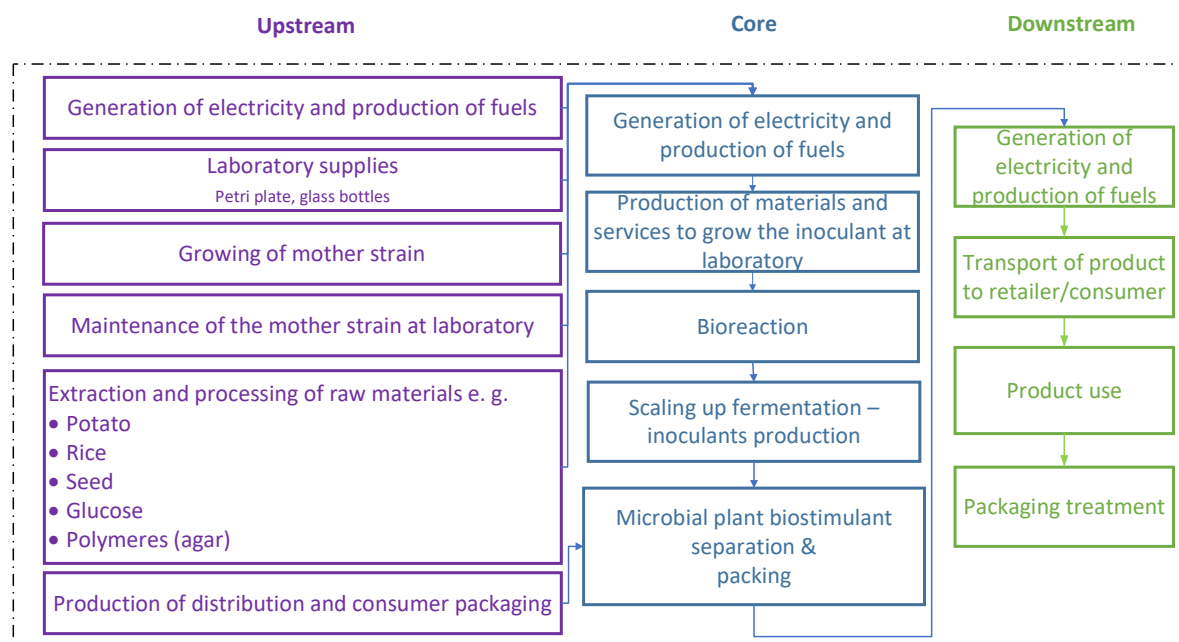 Upstream
Core
Downstream
Generation of electricity and production of fuels
Laboratory supplies
Petri plate, glass bottles
Growing of mother strain
Maintenance of the mother strain at laboratory
Extraction and processing of raw materials e. g.
• Potato
• Rice
• Seed
• Glucose
• Polymeres (agar)
Production of distribution and consumer packaging
Generation of electricity and
production of fuels
Production of materials and
services to grow the inoculant at
laboratory
Bioreaction
Scaling up fermentation –
inoculants production
Microbial plant biostimulant
separation &
packing
Generation of
electricity and
production of fuels
Transport of product
to retailer/consumer
Product use
Packaging treatment